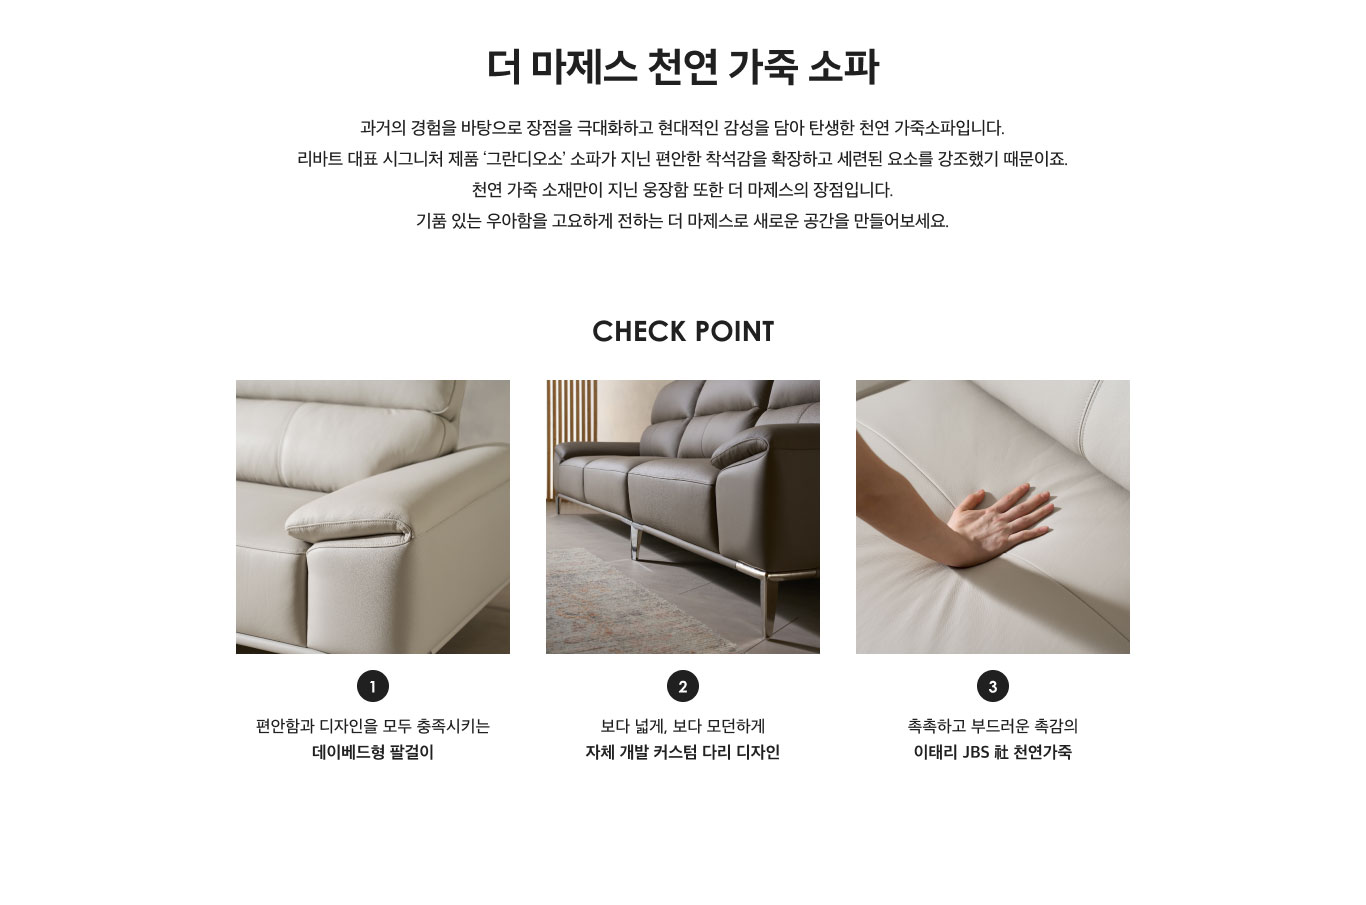 더 마제스 천연 가죽 소파
과거의 경험을 바탕으로 장점을 극대화하고 현대적인 감성을 담아 탄생한 천연 가죽소파입니다.
리바트 대표 시그니처 제품 ‘그란디오소’ 소파가 지닌 편안한 착석감을 확장하고 세련된 요소를 강조했기 때문이죠.
천연 가죽 소재만이 지닌 웅장함 또한 더 마제스의 장점입니다.
기품 있는 우아함을 고요하게 전하는 더 마제스로 새로운 공간을 만들어보세요.
CHECK POINT
1
편안함과 디자인을 모두 충족시키는
데이베드형 팔걸이
2
보다 넓게, 보다 모던하게
자체 개발 커스텀 다리 디자인
3
촉촉하고 부드러운 촉감의
이태리 JBS 社 천연가죽